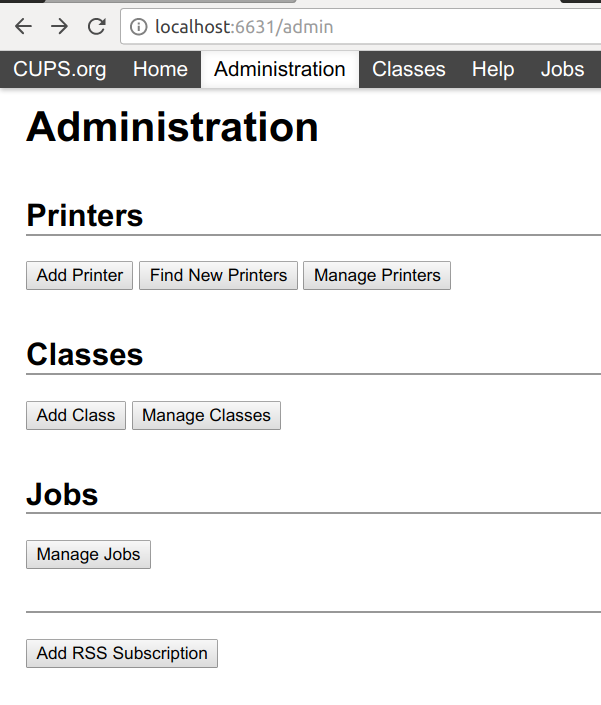 localhost:6631/admin
CUPS.org Home Administration Classes Help Jobs
Administration
Printers
Add Printer Find New Printers Manage Printers
Classes
Add Class Manage Classes
Jobs
Manage Jobs
Add RSS Subscription